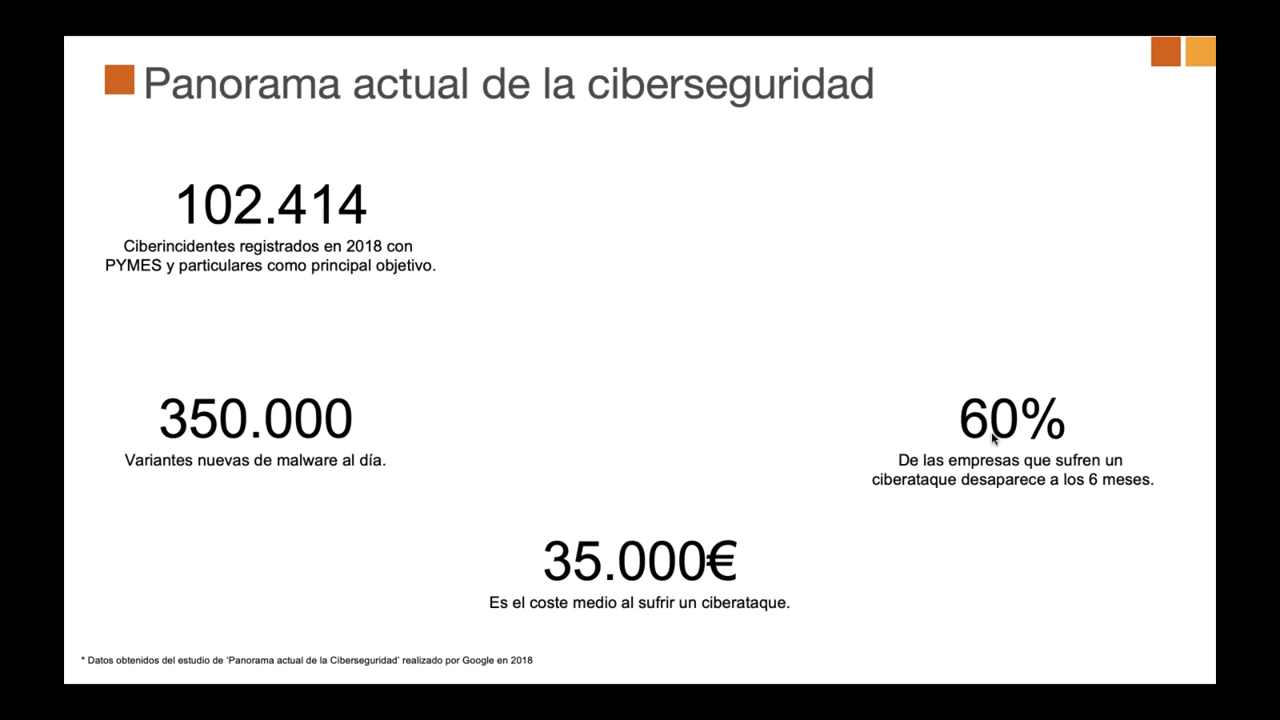 Panorama actual de la ciberseguridad
102.414
Ciberincidentes registrados en 2018 con
PYMES y particulares como principal objetivo.
350.000
Variantes nuevas de malware al día.
60%
De las empresas que sufren un
ciberataque desaparece a los 6 meses.
35.000€
Es el coste medio al sufrir un ciberataque.
* Datos obtenidos del estudio de 'Panorama actual de la Ciberseguridad' realizado por Google en 2018